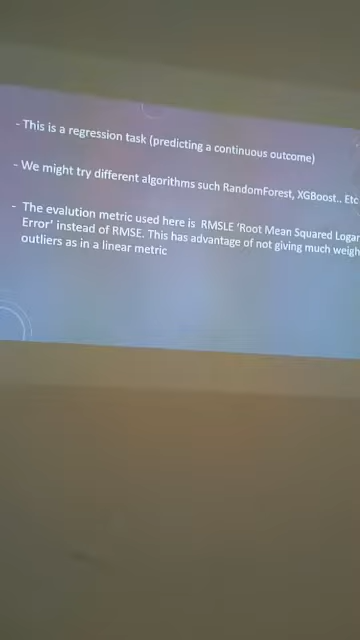 - This is a regression task (predicting a continuous outcome)
- We might try different algorithms such RandomForest, XGBoost.. Etc
- The evalution metric used here is RMSLE 'Root Mean Squared Logar
Error' instead of RMSE. This has advantage of not giving much weigh
outliers as in a linear metric